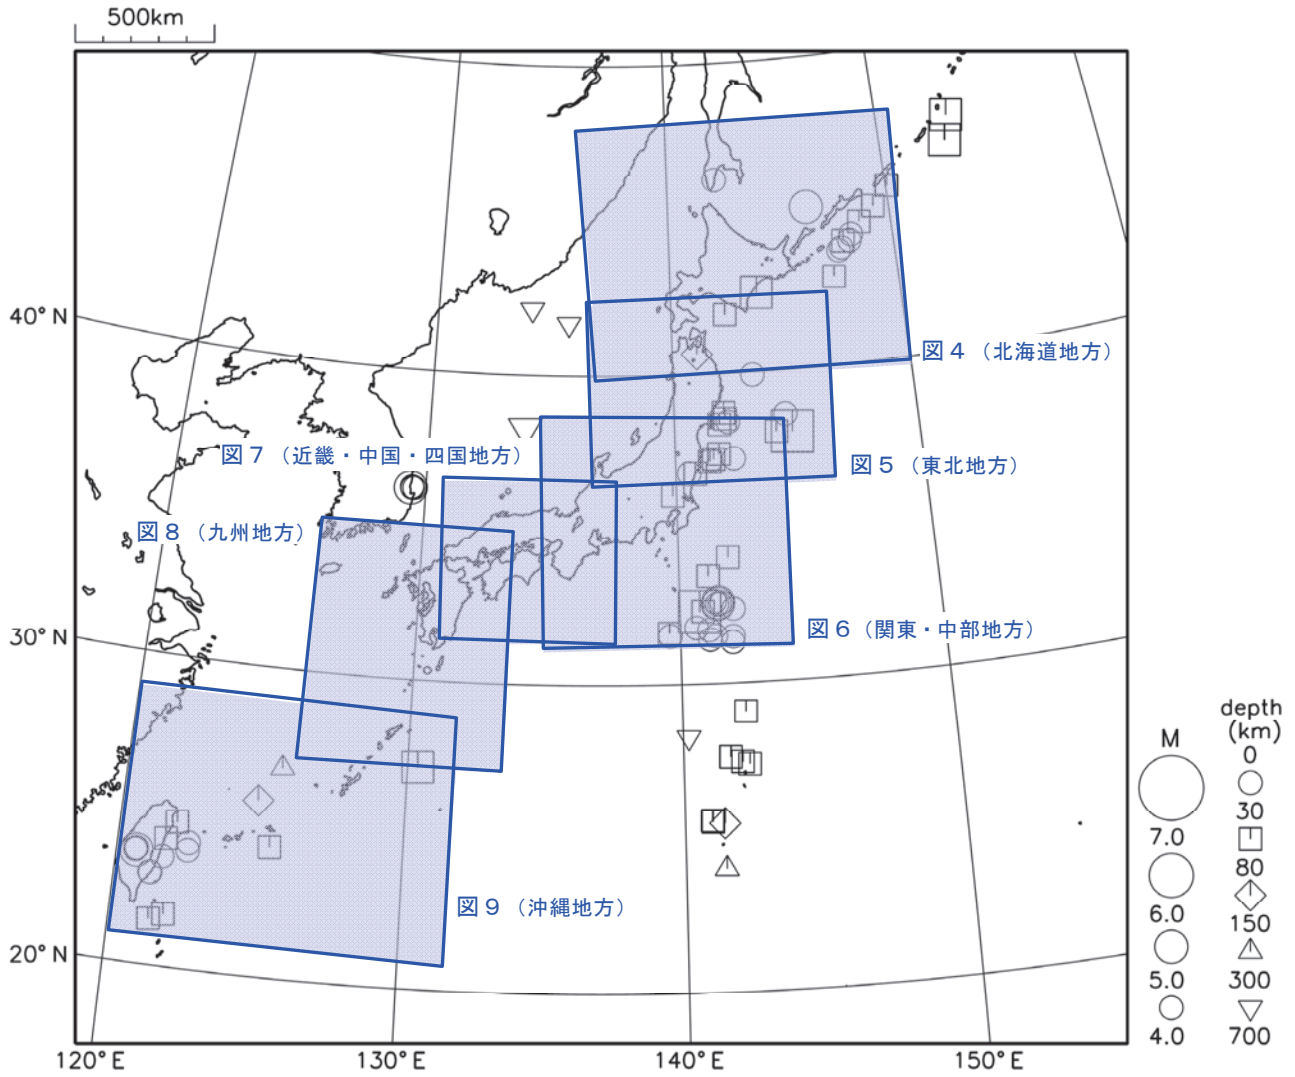 500km
40° N
図４（北海道地方）
図７（近畿・中国・四国地方）
図５（東北地方）
図８（九州地方）
30° N
図６（関東・中部地方）
図９（沖縄地方）
20° N
120° E
130° E
140° E
150° E
M
7.0
6.0
5.0
4.0
depth
(km)
0
30
80
150
300
700